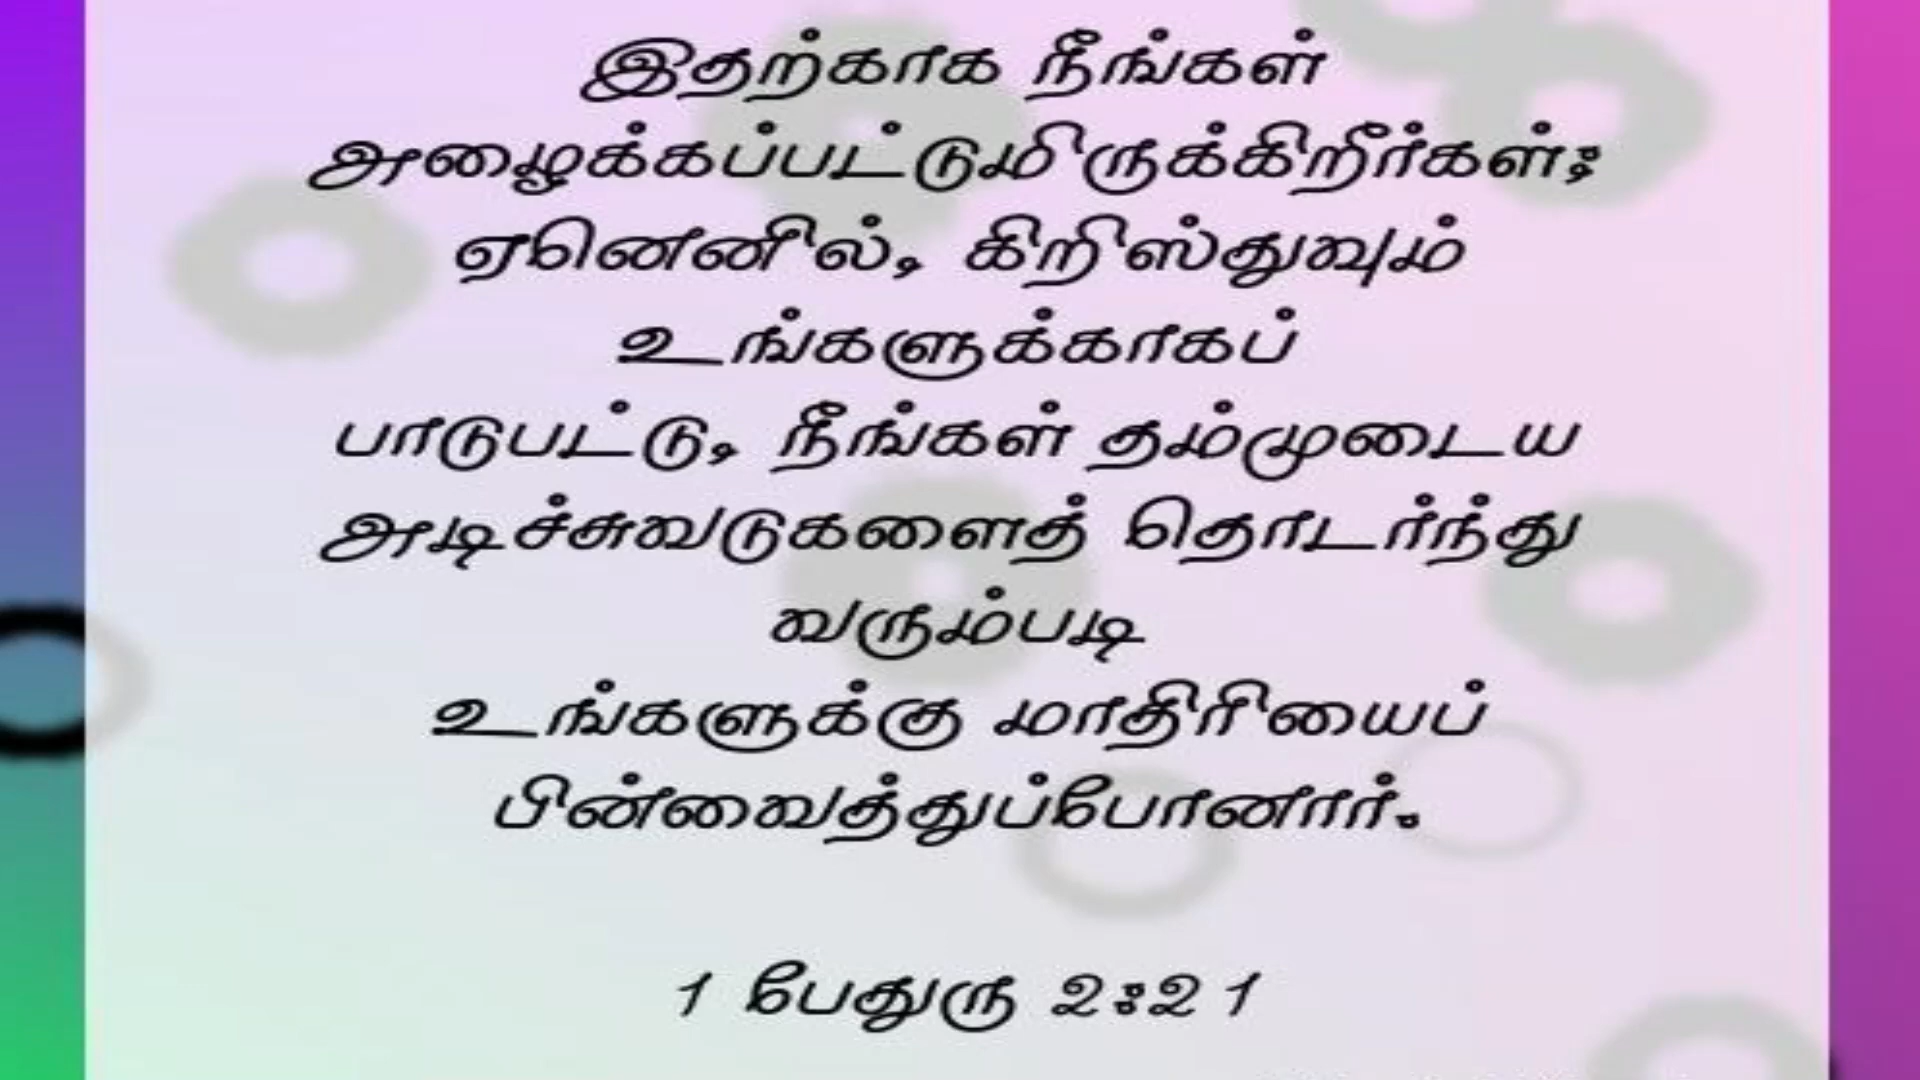 இதற்காக நீங்கள்
அழைக்கப்பட்டுமிருக்கிறீர்கள்;
ஏனெனில், கிறிஸ்துவும்
உங்களுக்காகப்
பாடுபட்டு, நீங்கள் தம்முடைய
அடிச்சுவடுகளைத் தொடர்ந்து
வரும்படி
உங்களுக்கு மாதிரியைப்
பின்வைத்துப்போனார்.
1 பேதுரு 2:21